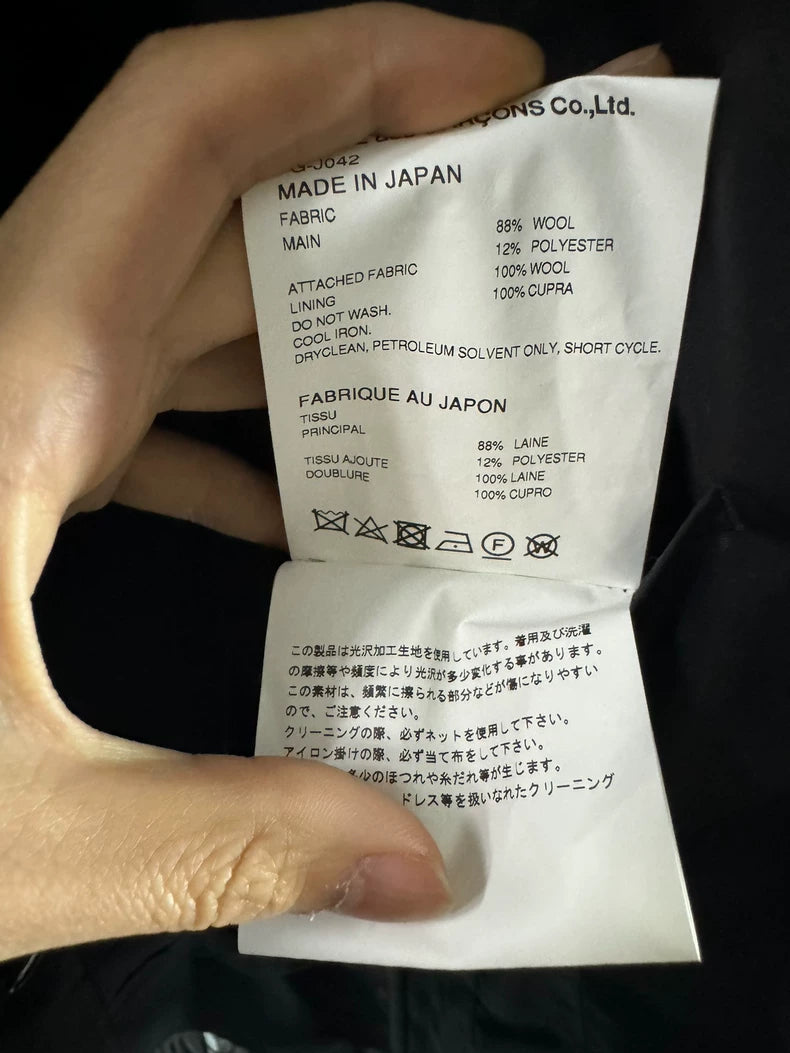 GARÇONS Co.,Ltd.
G-J042
MADE IN JAPAN
FABRIC
MAIN 88% WOOL
12% POLYESTER
ATTACHED FABRIC 100% WOOL
LINING 100% CUPRA
DO NOT WASH.
COOL IRON.
DRYCLEAN, PETROLEUM SOLVENT ONLY, SHORT CYCLE.
FABRIQUE AU JAPON
TISSU
PRINCIPAL 88% LAINE
12% POLYESTER
TISSU AJOUTE 100% LAINE
DOUBLURE 100% CUPRO
F W
この製品は光沢加工生地を使用しています。着用及び洗濯
の摩擦等や頻度により光沢が多少変化する事があります。
この素材は、頻繁に擦られる部分などが傷になりやすい
ので、ご注意ください。
クリーニングの際、必ずネットを使用して下さい。
アイロン掛けの際、必ず当て布をして下さい。
多少のほつれや糸だれ等が生じます。
ドレス等を扱いなれたクリーニング